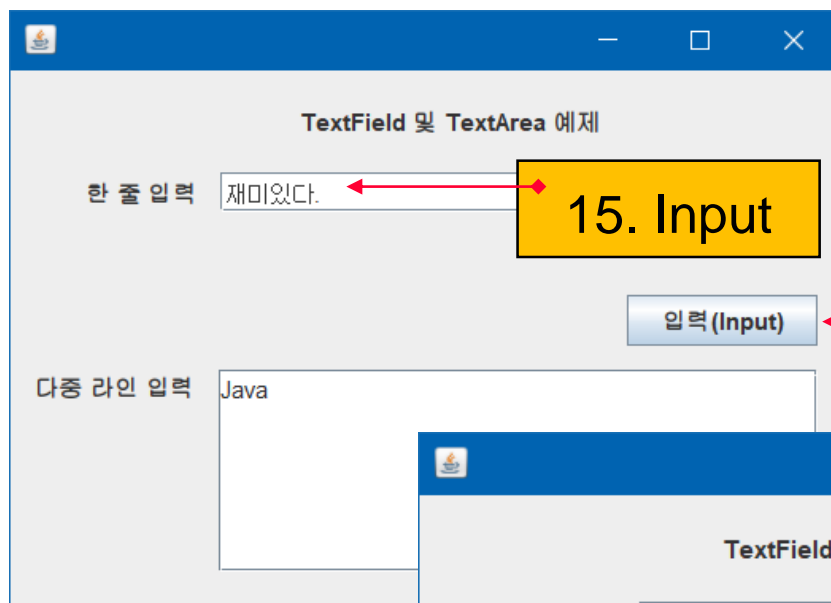 TextField 및 TextArea 예제
한 줄 입력 재미있다.
15. Input
입력(Input)
다중 라인 입력 Java
TextField